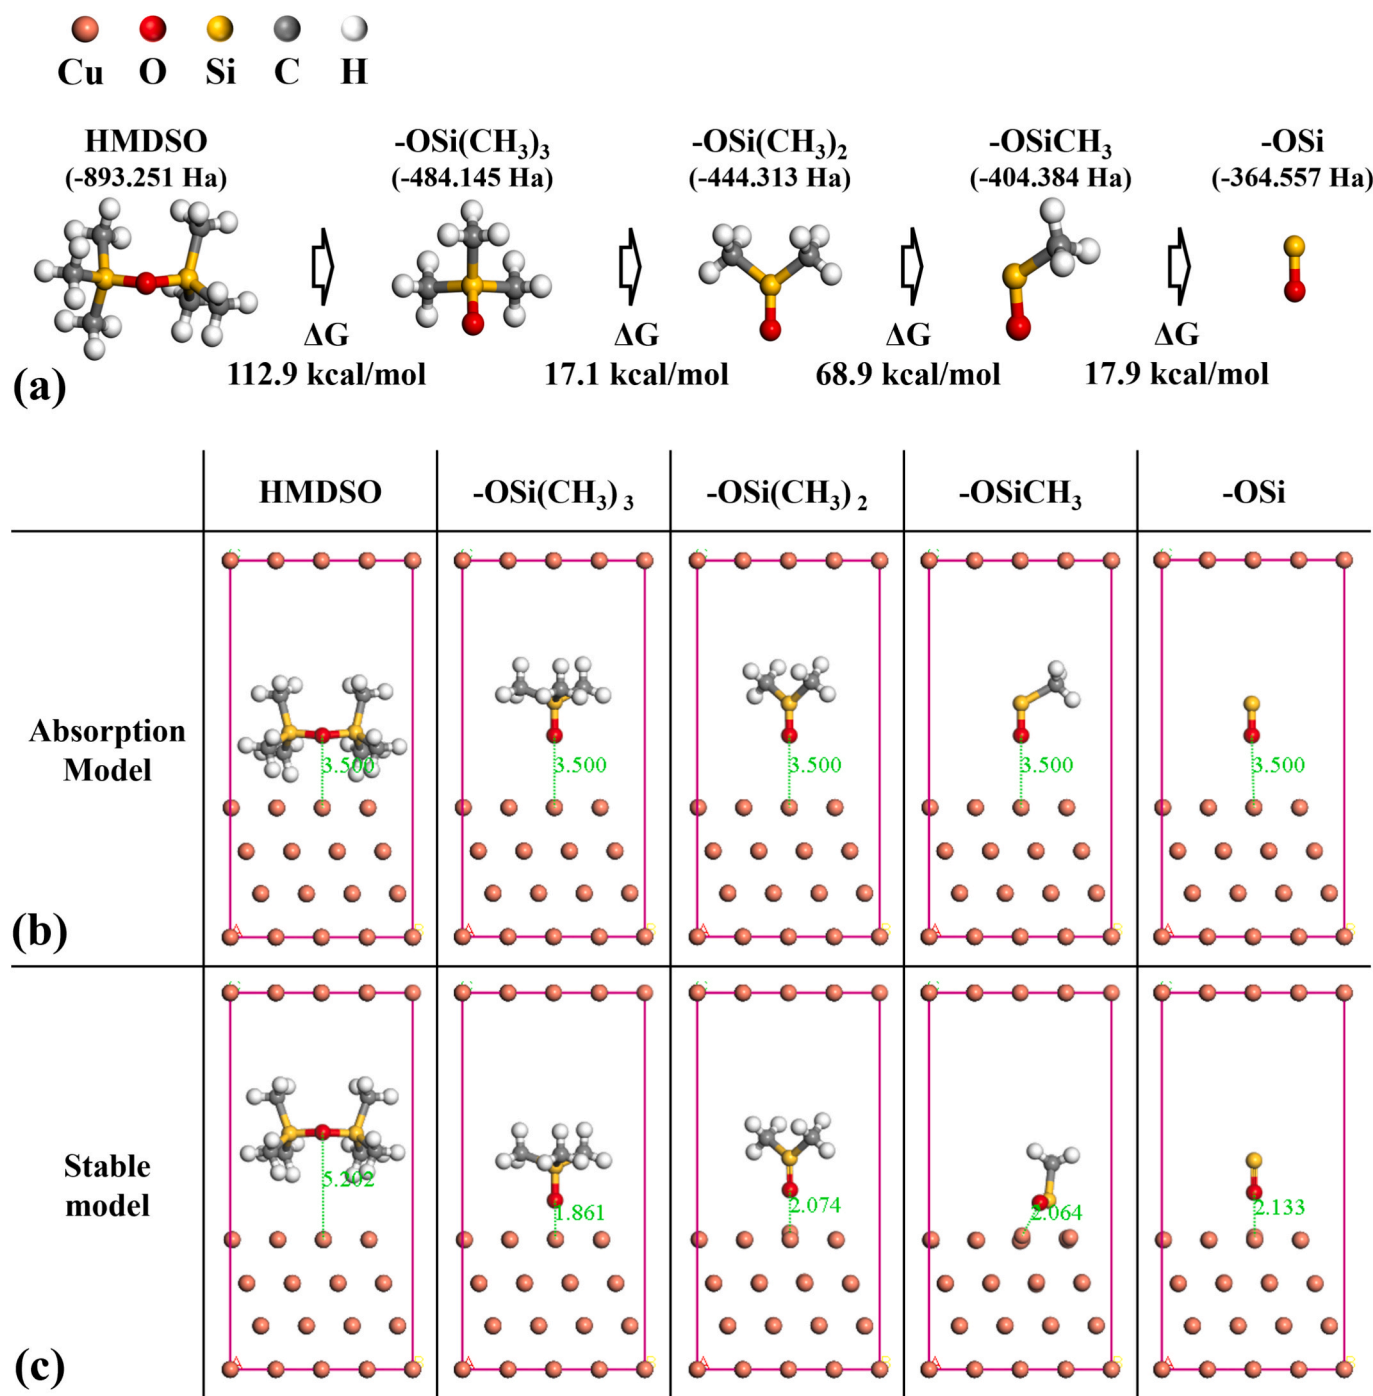 Cu O Si C H
HMDSO -OSi(CH₃)₃ -OSi(CH₃)₂ -OSiCH₃ -OSi
(-893.251 Ha) (-484.145 Ha) (-444.313 Ha) (-404.384 Ha) (-364.557 Ha)
ΔG ΔG ΔG ΔG
112.9 kcal/mol 17.1 kcal/mol 68.9 kcal/mol 17.9 kcal/mol
(a)
HMDSO -OSi(CH₃)₃ -OSi(CH₃)₂ -OSiCH₃ -OSi
Absorption
Model
3.500 3.500 3.500 3.500 3.500
(b)
A B A B A B A B A B
Stable
model
5.202 1.861 2.074 2.064 2.133
(c)
A B A B A B A B A B